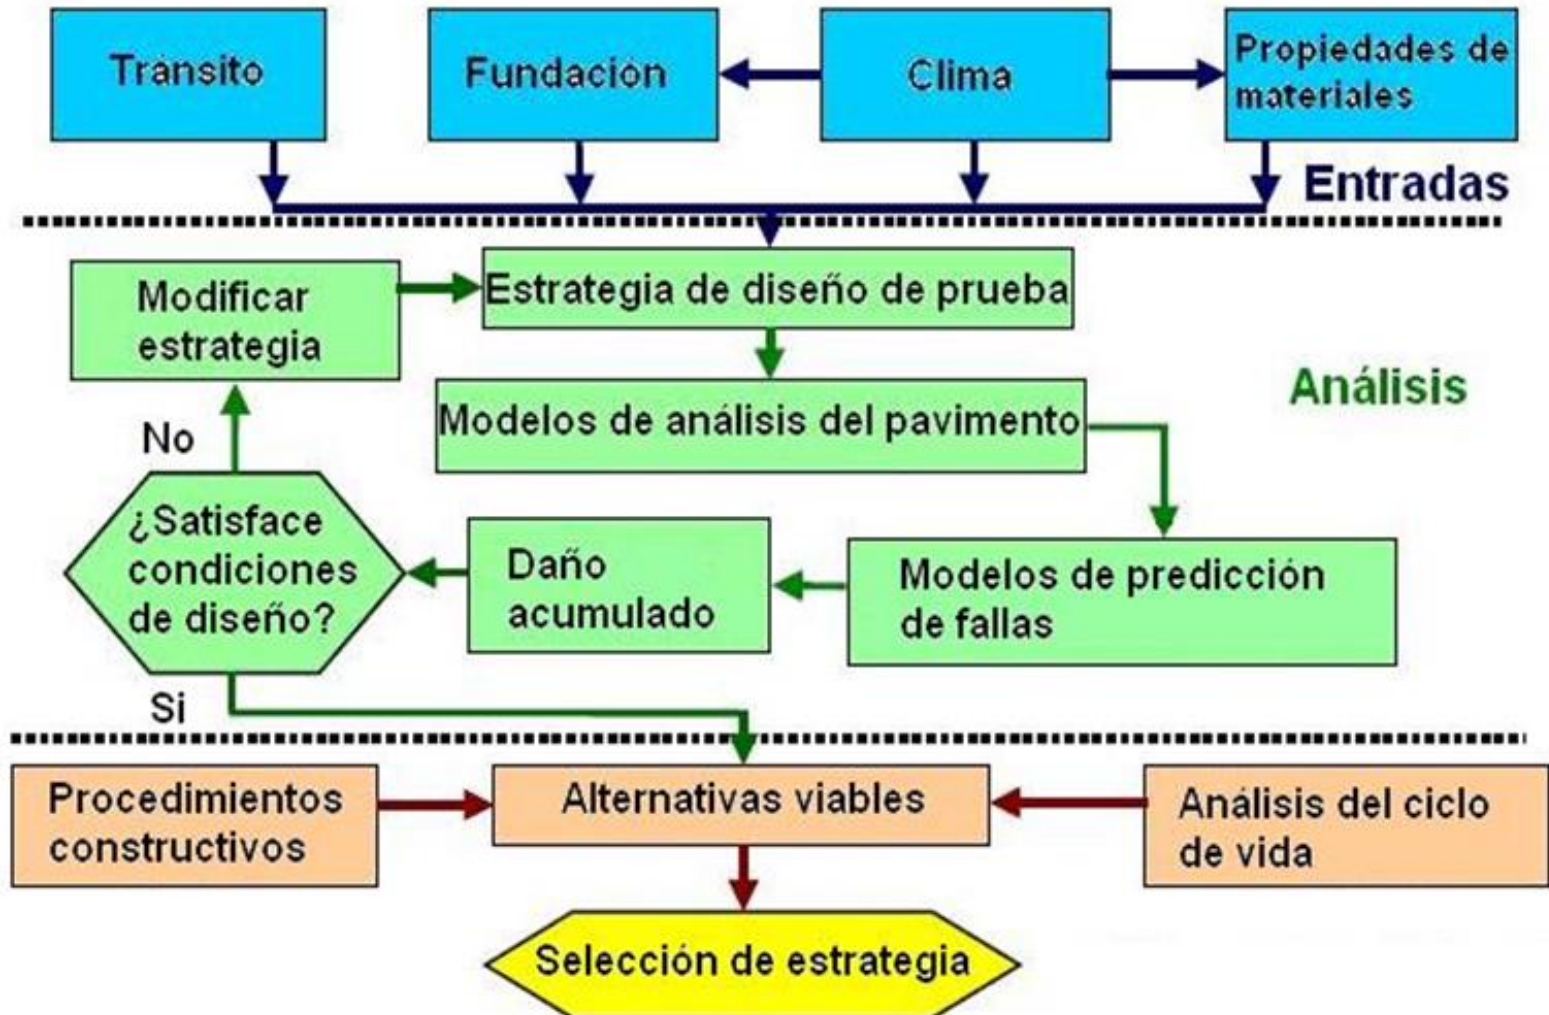 Tránsito
Fundación
Clima
Propiedades de
materiales
Entradas
Modificar
estrategia
Estrategia de diseño de prueba
Análisis
Modelos de análisis del pavimento
No
¿Satisface
condiciones
de diseño?
Daño
acumulado
Modelos de predicción
de fallas
Si
Procedimientos
constructivos
Alternativas viables
Análisis del ciclo
de vida
Selección de estrategia